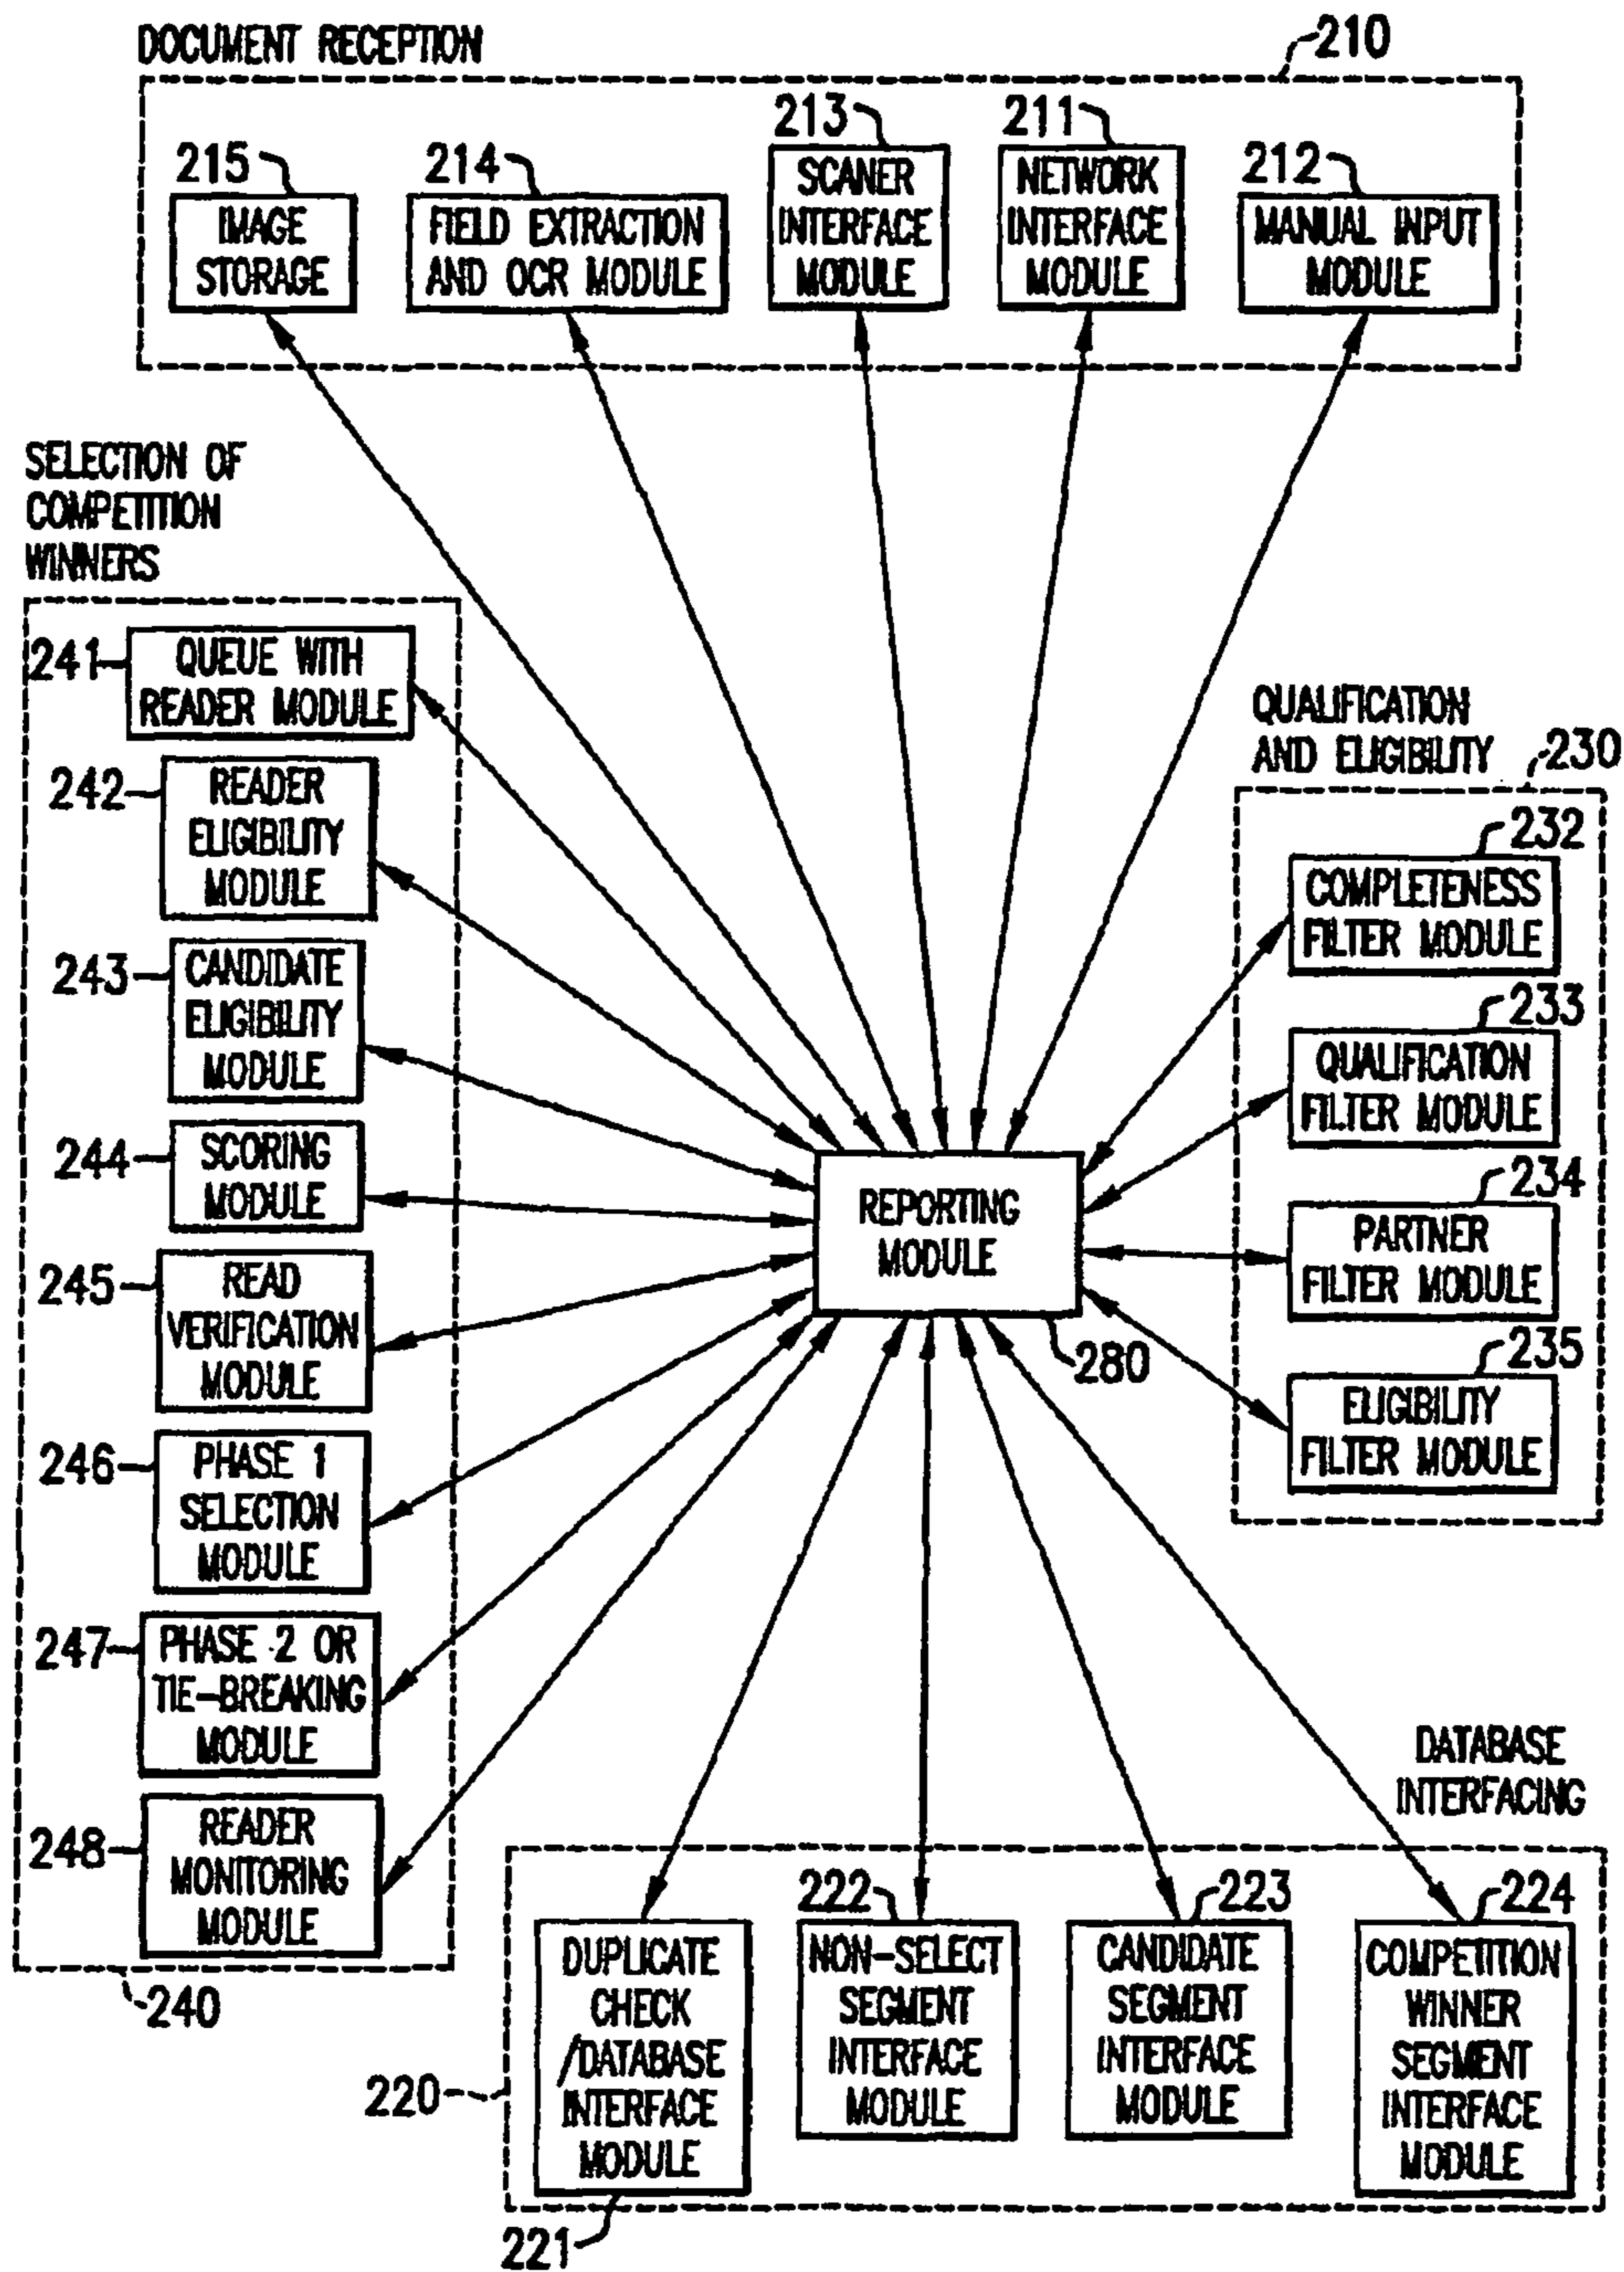 DOCUMENT RECEPTION
210
215
IMAGE
STORAGE
214
FIELD EXTRACTION
AND OCR MODULE
213
SCANER
INTERFACE
MODULE
211
NETWORK
INTERFACE
MODULE
212
MANUAL INPUT
MODULE
SELECTION OF
COMPETITION
WINNERS
241
QUEUE WITH
READER MODULE
242
READER
ELIGIBILITY
MODULE
243
CANDIDATE
ELIGIBILITY
MODULE
244
SCORING
MODULE
245
READ
VERIFICATION
MODULE
246
PHASE 1
SELECTION
MODULE
247
PHASE 2 OR
TIE-BREAKING
MODULE
248
READER
MONITORING
MODULE
240
REPORTING
MODULE
280
QUALIFICATION
AND ELIGIBILITY
230
232
COMPLETENESS
FILTER MODULE
233
QUALIFICATION
FILTER MODULE
234
PARTNER
FILTER MODULE
235
ELIGIBILITY
FILTER MODULE
DATABASE
INTERFACING
220
DUPLICATE
CHECK
/DATABASE
INTERFACE
MODULE
221
222
NON-SELECT
SEGMENT
INTERFACE
MODULE
223
CANDIDATE
SEGMENT
INTERFACE
MODULE
224
COMPETITION
WINNER
SEGMENT
INTERFACE
MODULE